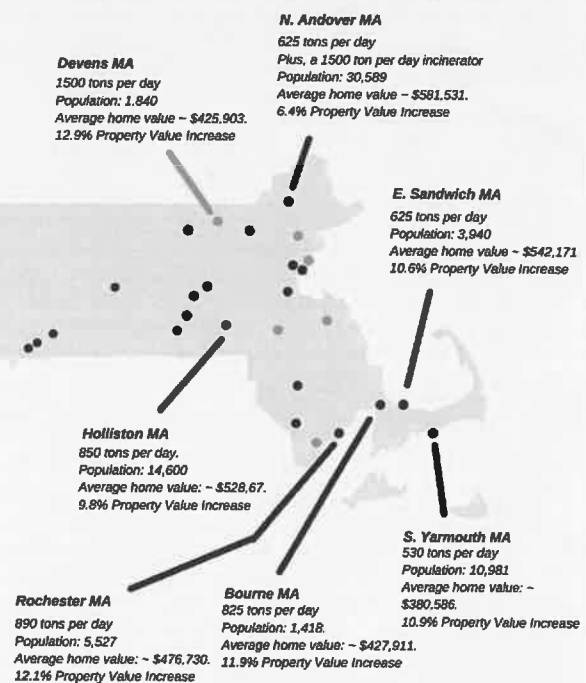 N. Andover MA
625 tons per day
Plus, a 1500 ton per day incinerator
Population: 30,589
Average home value ~ $581,531.
6.4% Property Value Increase
Devens MA
1500 tons per day
Population: 1.840
Average home value ~ $425,903.
12.9% Property Value Increase
E. Sandwich MA
625 tons per day
Population: 3,940
Average home value ~ $542,171
10.6% Property Value Increase
Holliston MA
850 tons per day.
Population: 14,600
Average home value: ~ $528,67.
9.8% Property Value Increase
S. Yarmouth MA
530 tons per day
Population: 10,981
Average home value: ~
$380,586.
10.9% Property Value Increase
Rochester MA
890 tons per day
Population: 5,527
Average home value: ~ $476,730.
12.1% Property Value Increase
Bourne MA
825 tons per day
Population: 1,418.
Average home value: ~ $427,911.
11.9% Property Value Increase